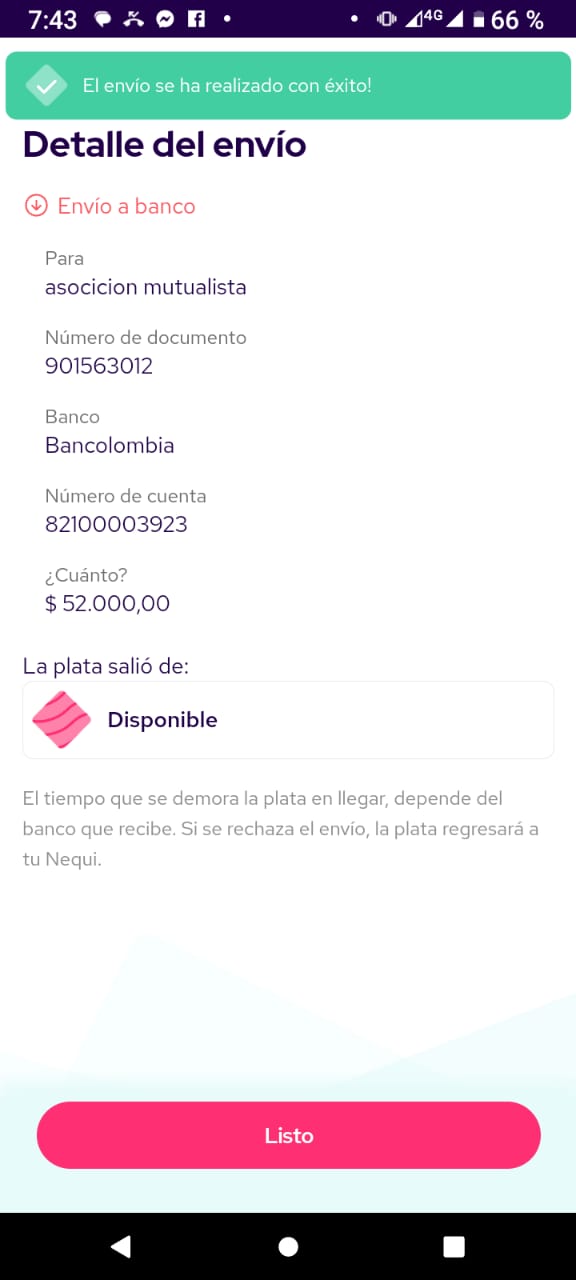 7:43
4G
66 %
El envío se ha realizado con éxito!
Detalle del envío
Envío a banco
Para
asocicion mutualista
Número de documento
901563012
Banco
Bancolombia
Número de cuenta
82100003923
¿Cuánto?
$ 52.000,00
La plata salió de:
Disponible
El tiempo que se demora la plata en llegar, depende del
banco que recibe. Si se rechaza el envío, la plata regresará a
tu Nequi.
Listo